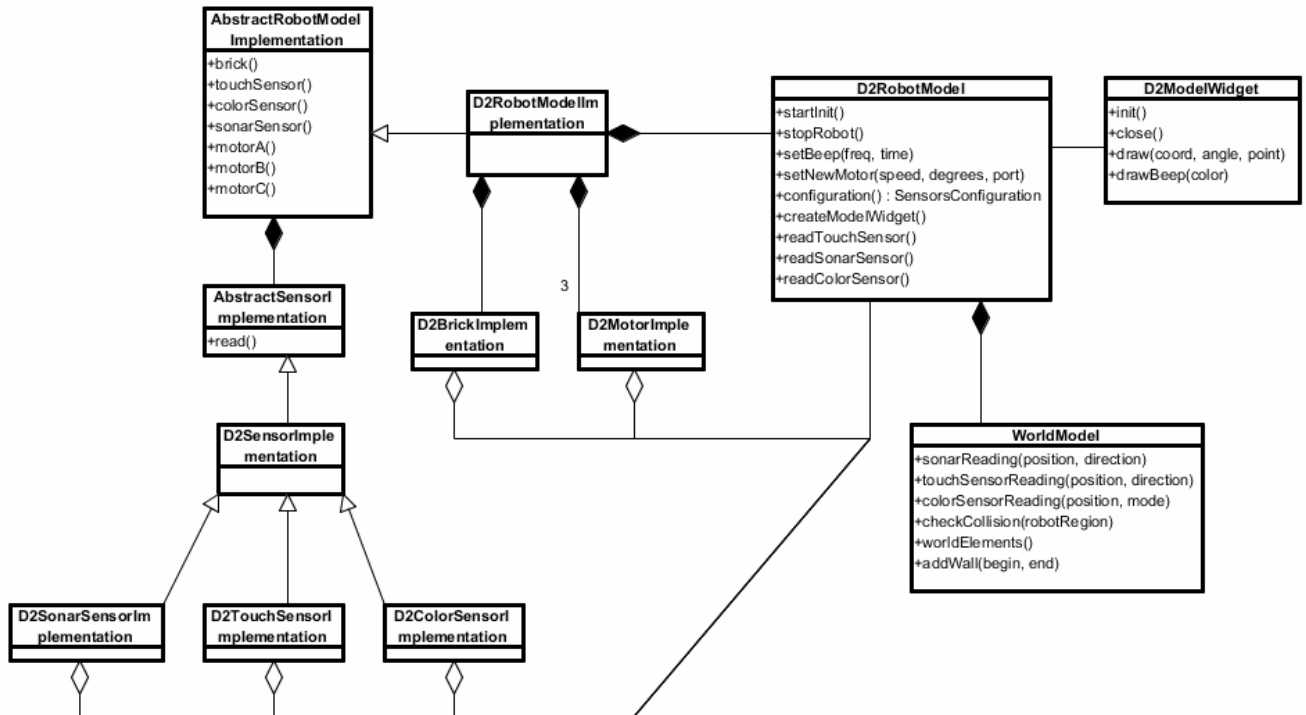 AbstractRobotModel
Implementation
+brick()
+touchSensor()
+colorSensor()
+sonarSensor()
+motorA()
+motorB()
+motorC()
D2RobotModelIm
plementation
D2RobotModel
+startInit()
+stopRobot()
+setBeep(freq, time)
+setNewMotor(speed, degrees, port)
+configuration() : SensorsConfiguration
+createModelWidget()
+readTouchSensor()
+readSonarSensor()
+readColorSensor()
D2ModelWidget
+init()
+close()
+draw(coord, angle, point)
+drawBeep(color)
AbstractSensorI
mplementation
+read()
3
D2BrickImplem
entation
D2MotorImple
mentation
D2SensorImple
mentation
WorldModel
+sonarReading(position, direction)
+touchSensorReading(position, direction)
+colorSensorReading(position, mode)
+checkCollision(robotRegion)
+worldElements()
+addWall(begin, end)
D2SonarSensorIm
plementation
D2TouchSensorI
mplementation
D2ColorSensorI
mplementation